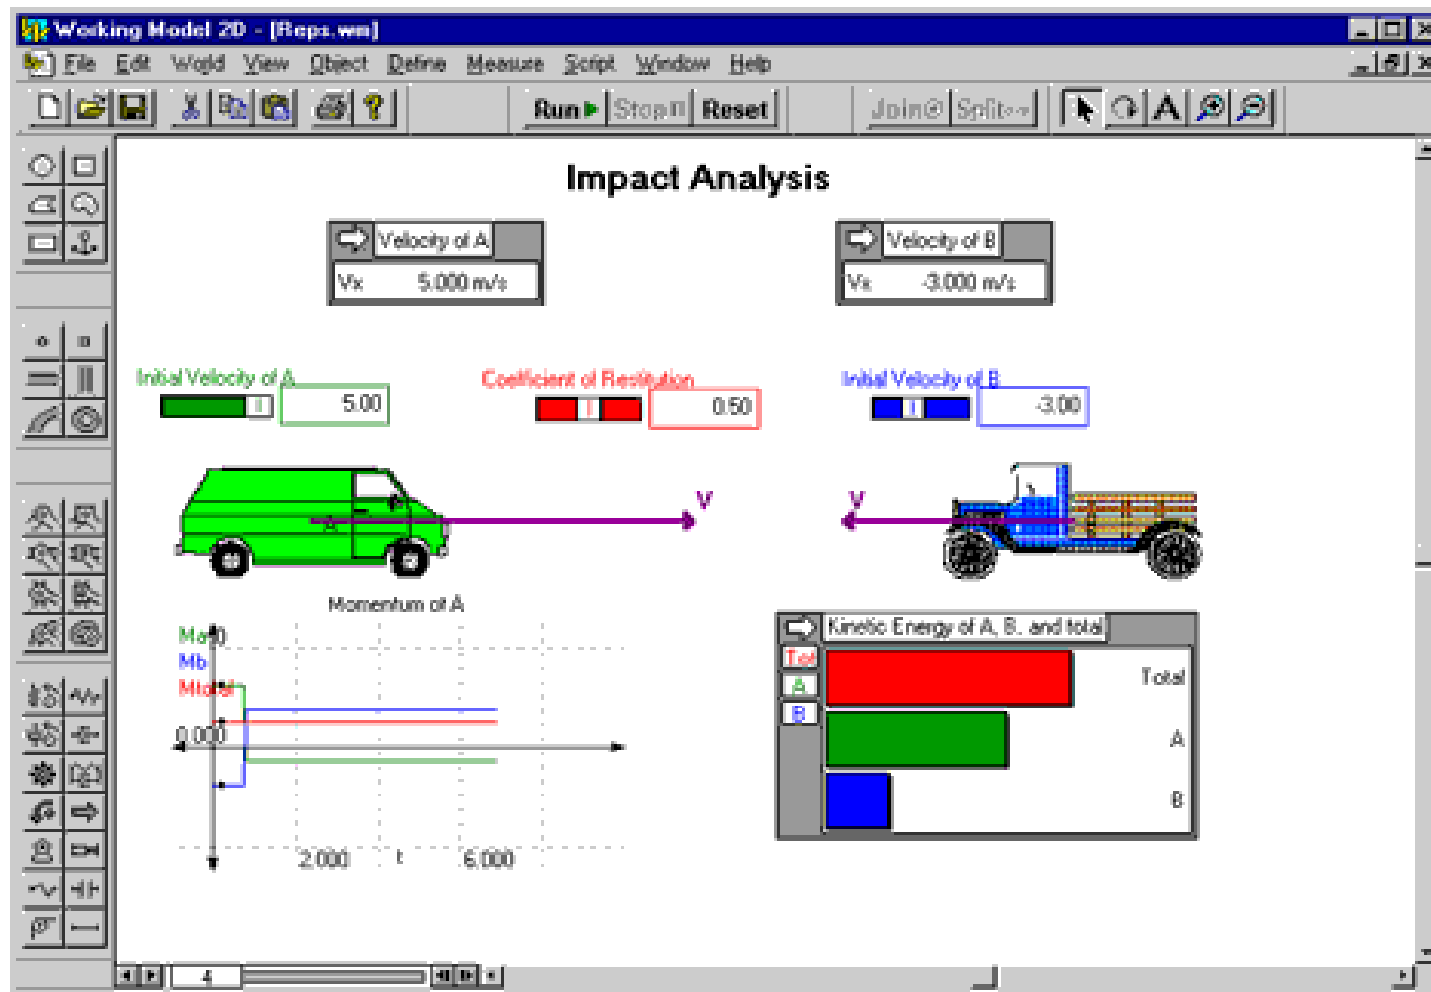 Working Model 2D - [Reps.wm]
File Edit World View Object Define Measure Script Window Help
Run Stop Reset Join Split A
Impact Analysis
Velocity of A
Vx 5.000 m/s
Velocity of B
Vx -3.000 m/s
Initial Velocity of A
5.00
Coefficient of Restitution
0.50
Initial Velocity of B
-3.00
A
V
V
Momentum of A
Ma
Mb
Mtotal
0.000
2.000 t 6.000
Kinetic Energy of A, B, and total
Tot
A
B
Total
A
B
4